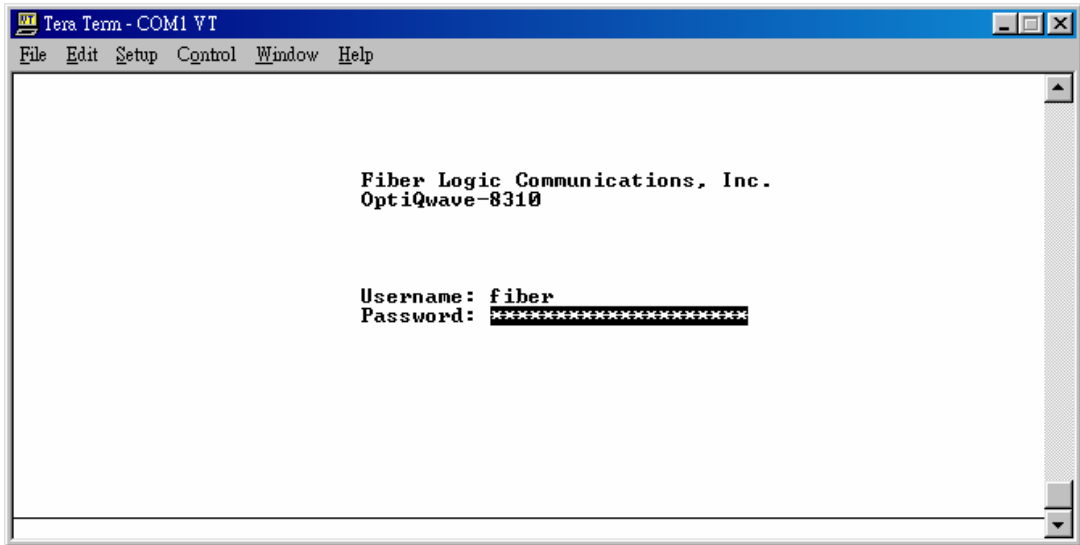 Tera Term - COM1 VT
File Edit Setup Control Window Help
Fiber Logic Communications, Inc.
OptiQwave-8310
Username: fiber
Password: ********************